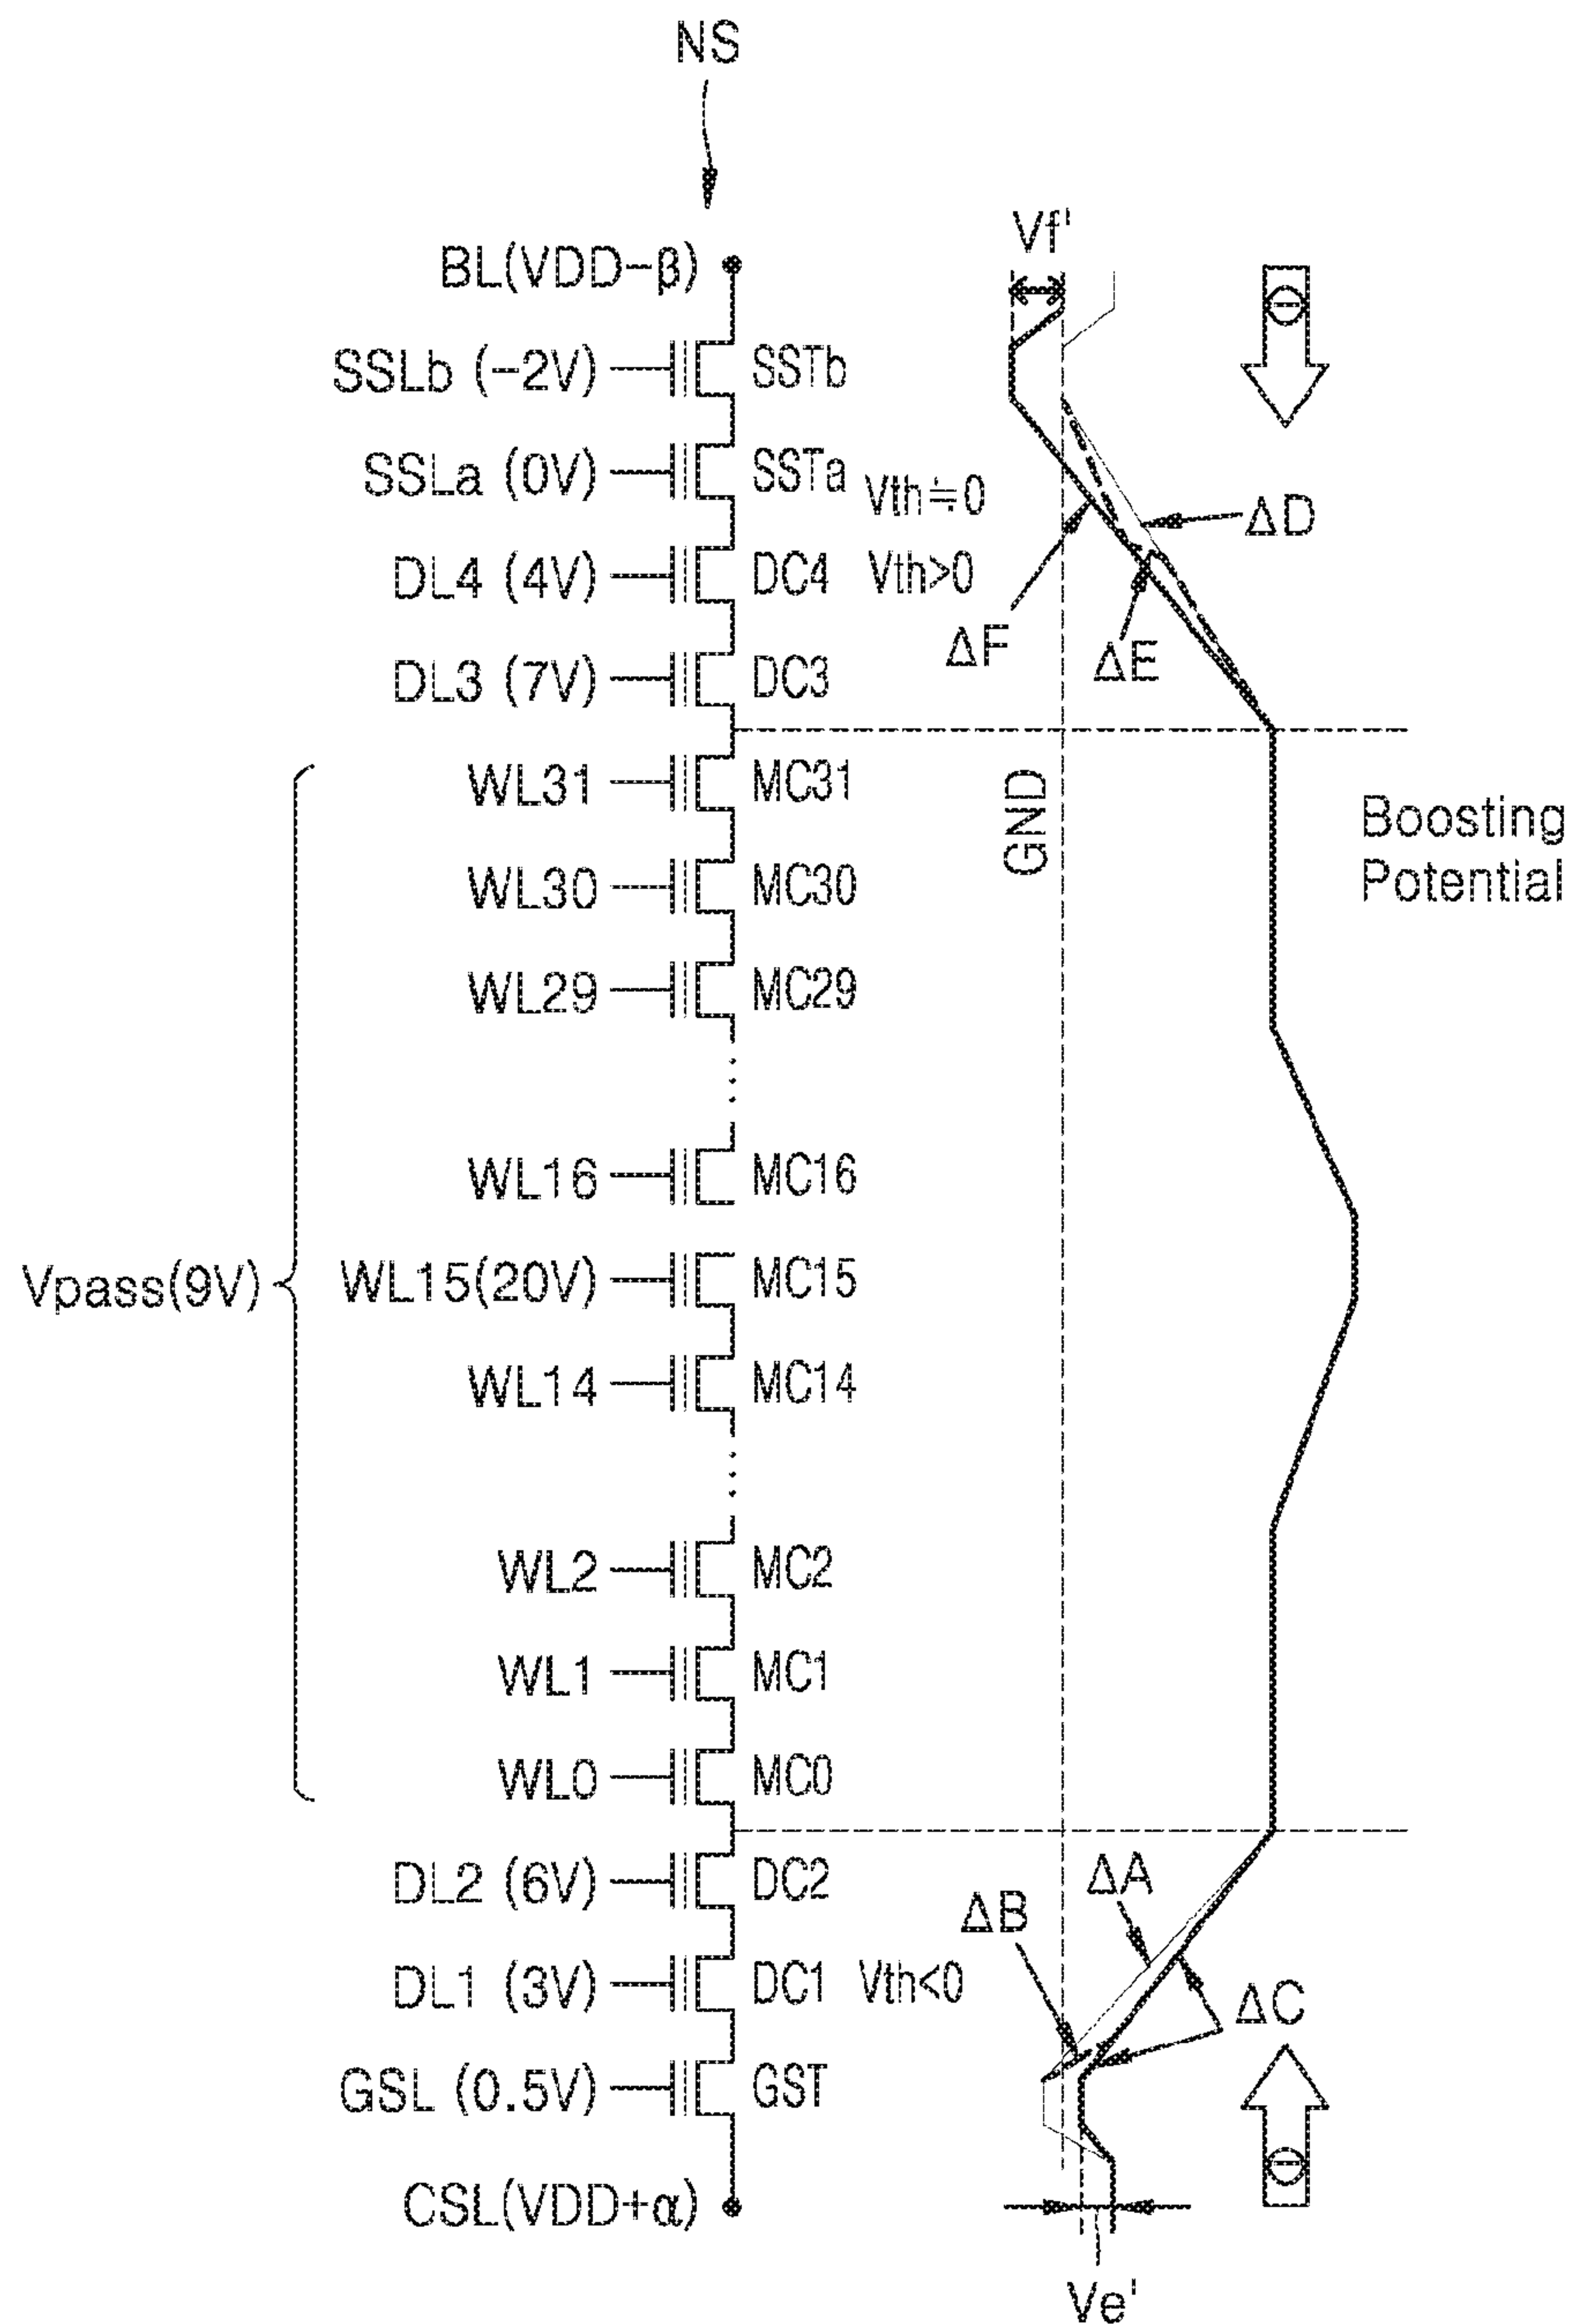 NS
Vf'
BL(VDD-β)
SSLb (-2V) SSTb
SSLa (0V) SSTa Vth≒0
ΔD
DL4 (4V) DC4 Vth>0
ΔF ΔE
DL3 (7V) DC3
WL31 MC31
GND
Boosting
Potential
WL30 MC30
WL29 MC29
WL16 MC16
Vpass(9V) WL15(20V) MC15
WL14 MC14
WL2 MC2
WL1 MC1
WL0 MC0
DL2 (6V) DC2
ΔA
ΔB
DL1 (3V) DC1 Vth<0
ΔC
GSL (0.5V) GST
CSL(VDD+α)
Ve'